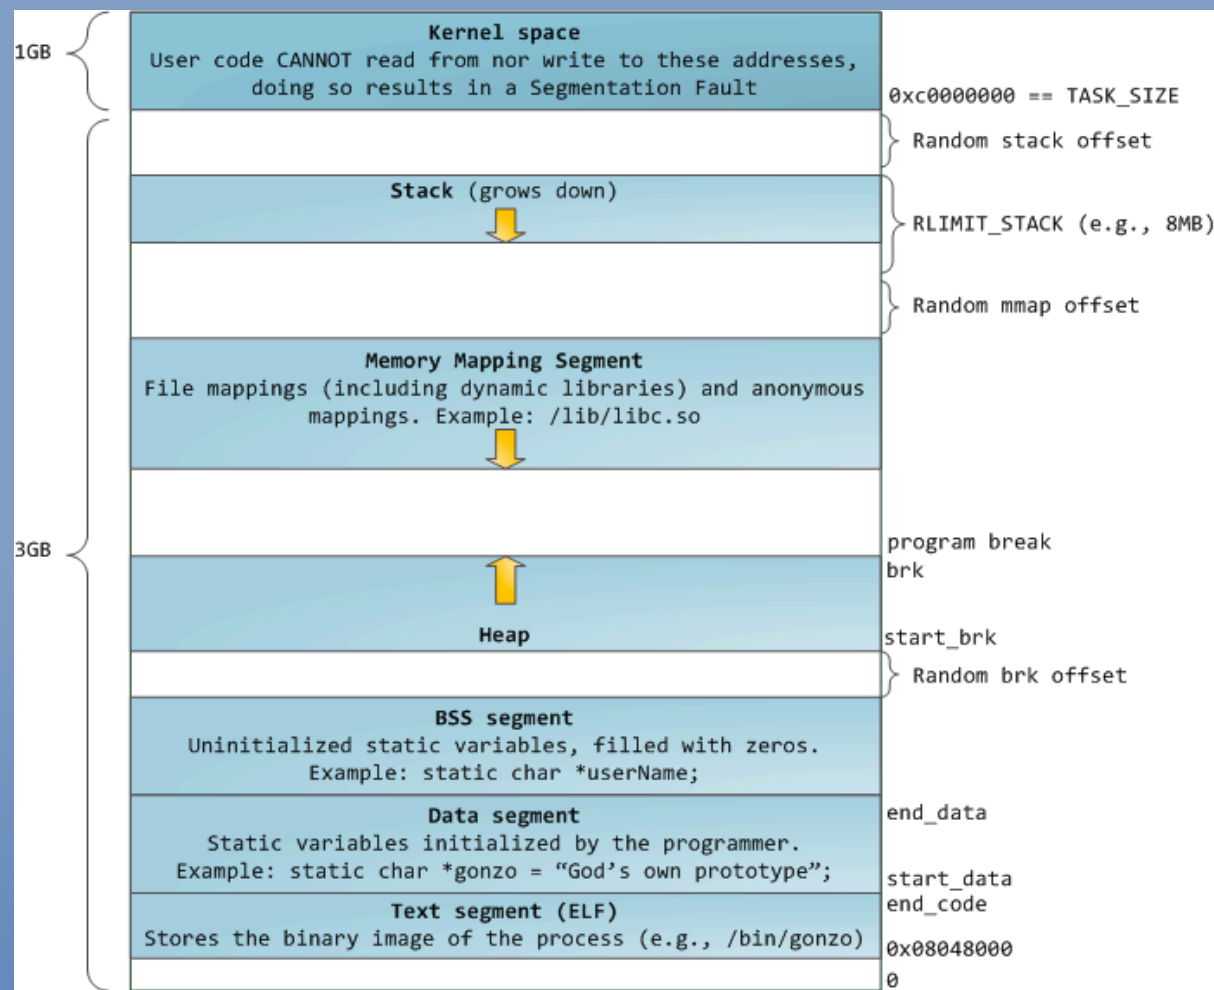 1GB
Kernel space
User code CANNOT read from nor write to these addresses,
doing so results in a Segmentation Fault
0xc0000000 == TASK_SIZE
Random stack offset
Stack (grows down)
RLIMIT_STACK (e.g., 8MB)
Random mmap offset
Memory Mapping Segment
File mappings (including dynamic libraries) and anonymous
mappings. Example: /lib/libc.so
3GB
program break
brk
Heap
start_brk
Random brk offset
BSS segment
Uninitialized static variables, filled with zeros.
Example: static char *userName;
Data segment
end_data
Static variables initialized by the programmer.
Example: static char *gonzo = “God’s own prototype”;
start_data
end_code
Text segment (ELF)
Stores the binary image of the process (e.g., /bin/gonzo)
0x08048000
0